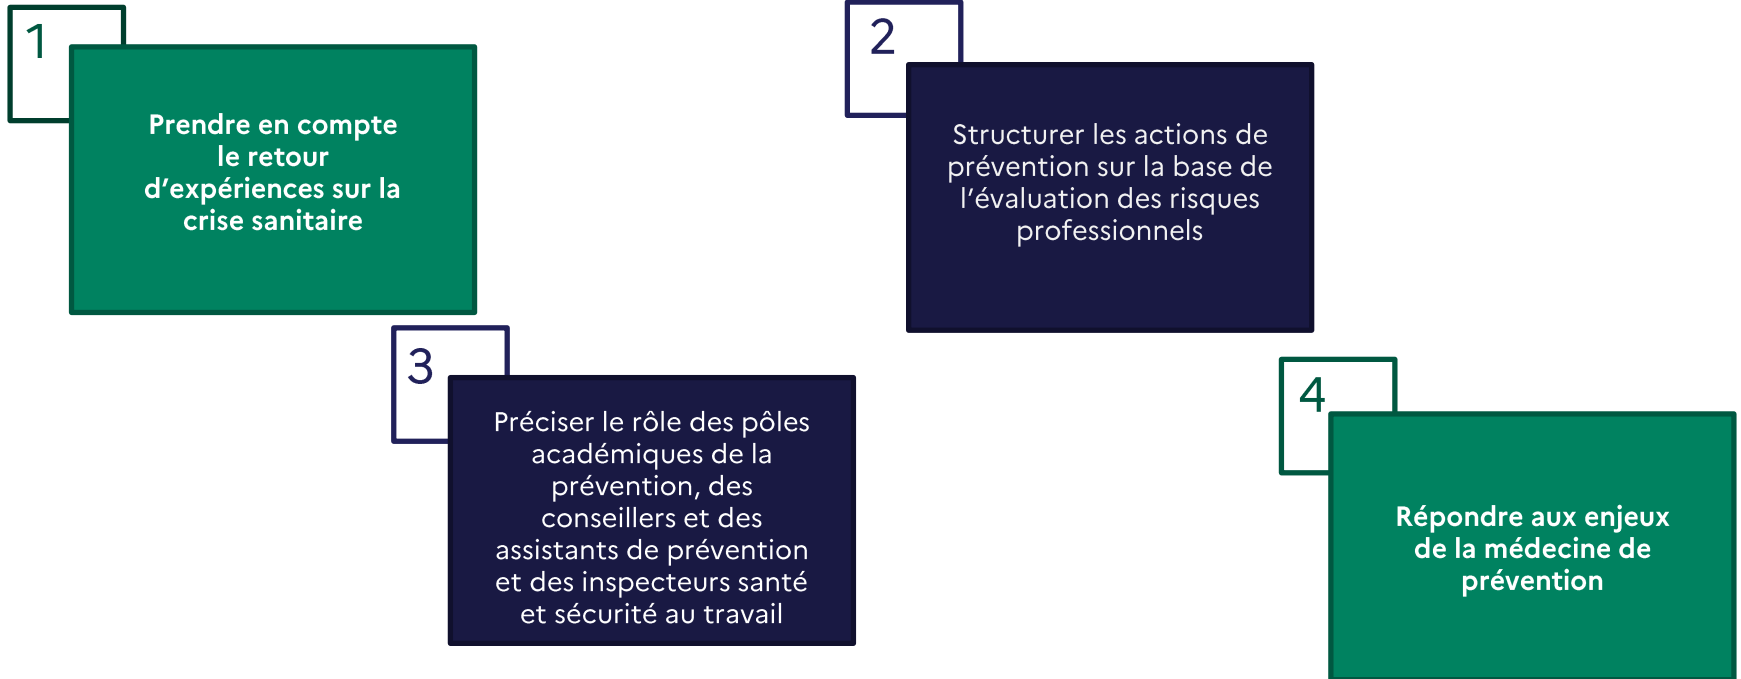 1
Prendre en compte
le retour
d’expériences sur la
crise sanitaire
2
Structurer les actions de
prévention sur la base de
l’évaluation des risques
professionnels
3
Préciser le rôle des pôles
académiques de la
prévention, des
conseillers et des
assistants de prévention
et des inspecteurs santé
et sécurité au travail
4
Répondre aux enjeux
de la médecine de
prévention